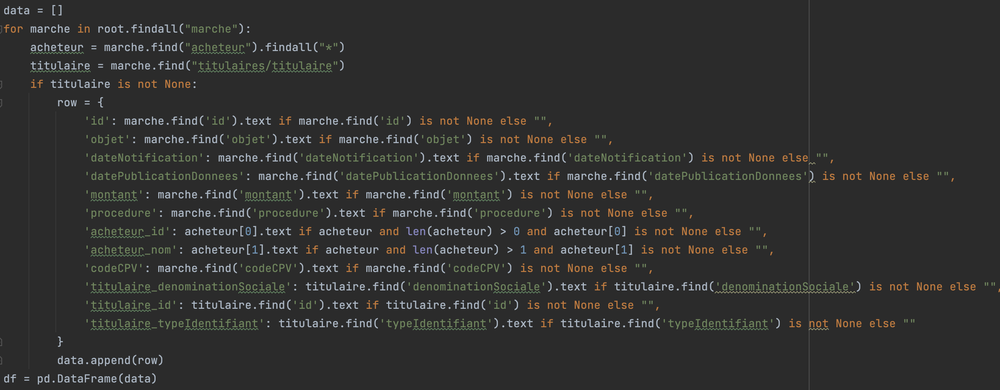 data = []
for marche in root.findall("marche"):
    acheteur = marche.find("acheteur").findall("*")
    titulaire = marche.find("titulaires/titulaire")
    if titulaire is not None:
        row = {
            'id': marche.find('id').text if marche.find('id') is not None else "",
            'objet': marche.find('objet').text if marche.find('objet') is not None else "",
            'dateNotification': marche.find('dateNotification').text if marche.find('dateNotification') is not None else "",
            'datePublicationDonnees': marche.find('datePublicationDonnees').text if marche.find('datePublicationDonnees') is not None else "",
            'montant': marche.find('montant').text if marche.find('montant') is not None else "",
            'procedure': marche.find('procedure').text if marche.find('procedure') is not None else "",
            'acheteur_id': acheteur[0].text if acheteur and len(acheteur) > 0 and acheteur[0] is not None else "",
            'acheteur_nom': acheteur[1].text if acheteur and len(acheteur) > 1 and acheteur[1] is not None else "",
            'codeCPV': marche.find('codeCPV').text if marche.find('codeCPV') is not None else "",
            'titulaire_denominationSociale': titulaire.find('denominationSociale').text if titulaire.find('denominationSociale') is not None else "",
            'titulaire_id': titulaire.find('id').text if titulaire.find('id') is not None else "",
            'titulaire_typeIdentifiant': titulaire.find('typeIdentifiant').text if titulaire.find('typeIdentifiant') is not None else ""
        }
        data.append(row)
df = pd.DataFrame(data)